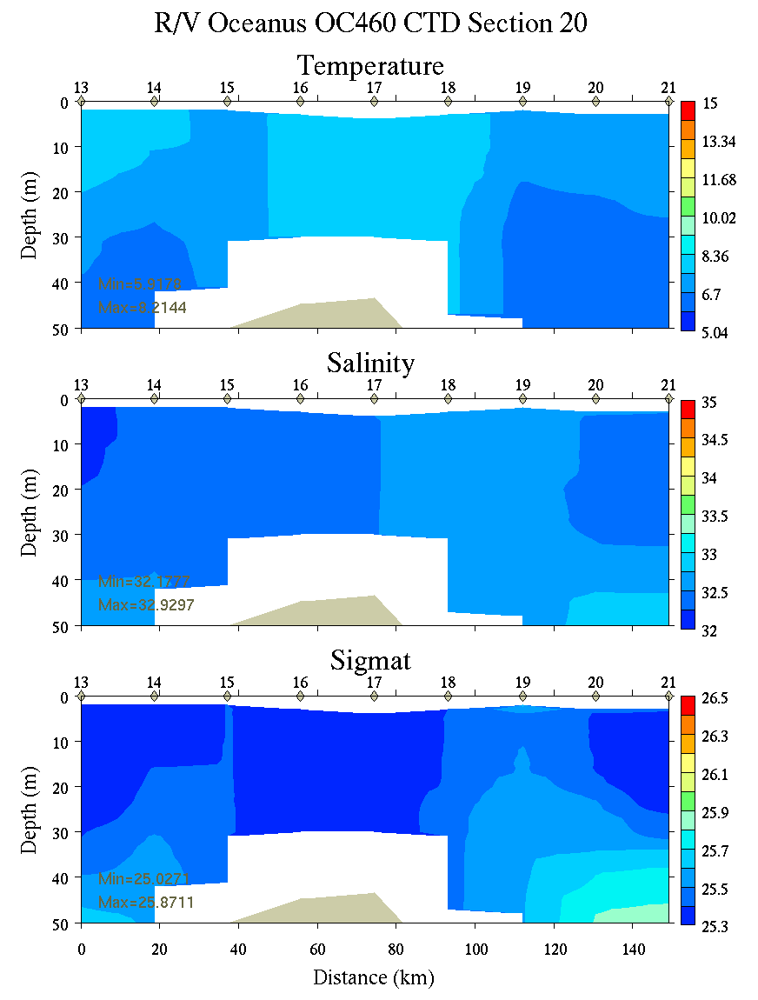 R/V Oceanus OC460 CTD Section 20
Temperature
13 14 15 16 17 18 19 20 21
0
10
20
30
40
50
Depth (m)
Min=5.9178
Max=8.2144
15
13.34
11.68
10.02
8.36
6.7
5.04
Salinity
13 14 15 16 17 18 19 20 21
0
10
20
30
40
50
Depth (m)
Min=32.1777
Max=32.9297
35
34.5
34
33.5
33
32.5
32
Sigmat
13 14 15 16 17 18 19 20 21
0
10
20
30
40
50
Depth (m)
Min=25.0271
Max=25.8711
26.5
26.3
26.1
25.9
25.7
25.5
25.3
0 20 40 60 80 100 120 140
Distance (km)